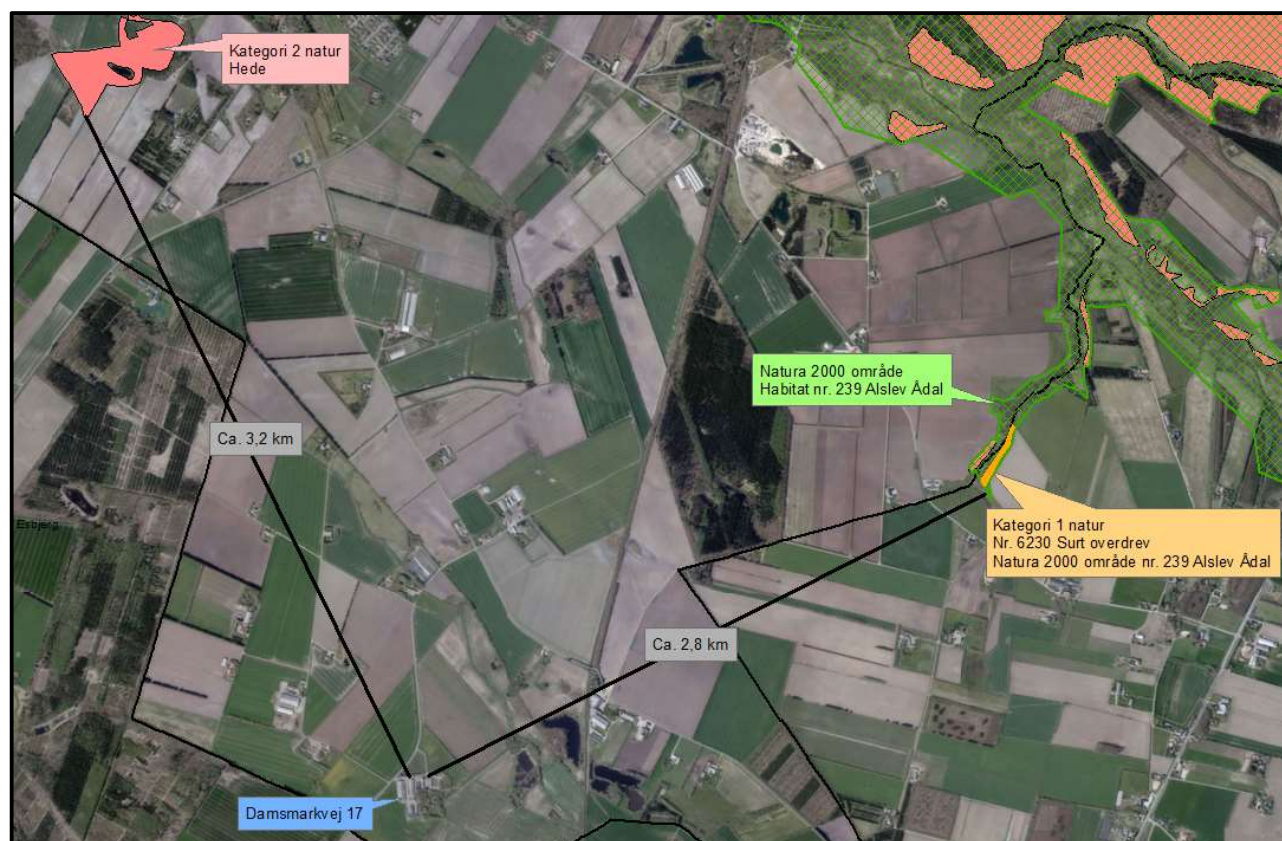 Kategori 2 natur
Hede
Natura 2000 område
Habitat nr. 239 Alslev Ådal
Ca. 3,2 km
Esbjerg
Kategori 1 natur
Nr. 6230 Surt overdrev
Natura 2000 område nr. 239 Alslev Ådal
Ca. 2,8 km
Damsmarkvej 17